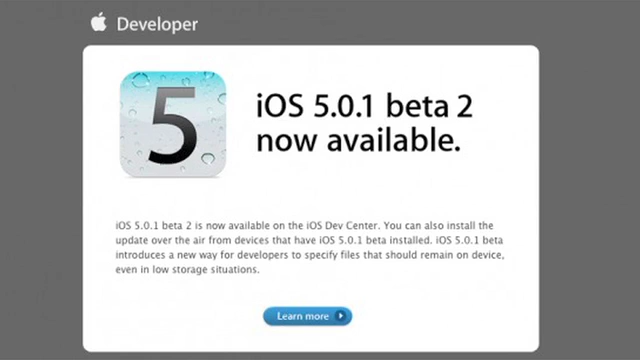 Developer
5
iOS 5.0.1 beta 2
now available.
iOS 5.0.1 beta 2 is now available on the iOS Dev Center. You can also install the
update over the air from devices that have iOS 5.0.1 beta installed. iOS 5.0.1 beta
introduces a new way for developers to specify files that should remain on device,
even in low storage situations.
Learn more